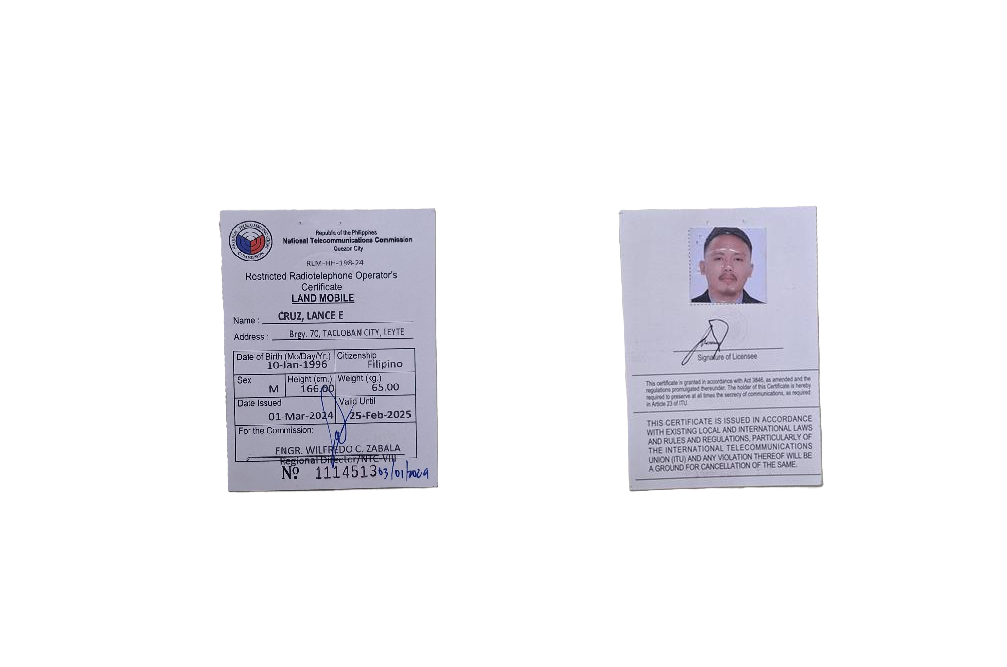 Republic of the Philippines
National Telecommunications Commission
Quezon City
RLM-HH-198-24
Restricted Radiotelephone Operator's
Certificate
LAND MOBILE
Name : CRUZ, LANCE E
Address : Brgy. 70, TACLOBAN CITY, LEYTE
Date of Birth (Mo/Day/Yr.) Citizenship
10-Jan-1996 Filipino
Sex Height (cm.) Weight (kg.)
M 166.00 65.00
Date Issued Valid Until
01 Mar-2024 25-Feb-2025
For the Commission:
ENGR. WILFREDO C. ZABALA
Regional Director/NTC-VIII
Nº 1114513 03/01/2024
Signature of Licensee
This certificate is granted in accordance with Act 3846, as amended and the
regulations promulgated thereunder. The holder of this Certificate is hereby
required to preserve at all times the secrecy of communications, as required
in Article 23 of ITU.
THIS CERTIFICATE IS ISSUED IN ACCORDANCE
WITH EXISTING LOCAL AND INTERNATIONAL LAWS
AND RULES AND REGULATIONS, PARTICULARLY OF
THE INTERNATIONAL TELECOMMUNICATIONS
UNION (ITU) AND ANY VIOLATION THEREOF WILL BE
A GROUND FOR CANCELLATION OF THE SAME.